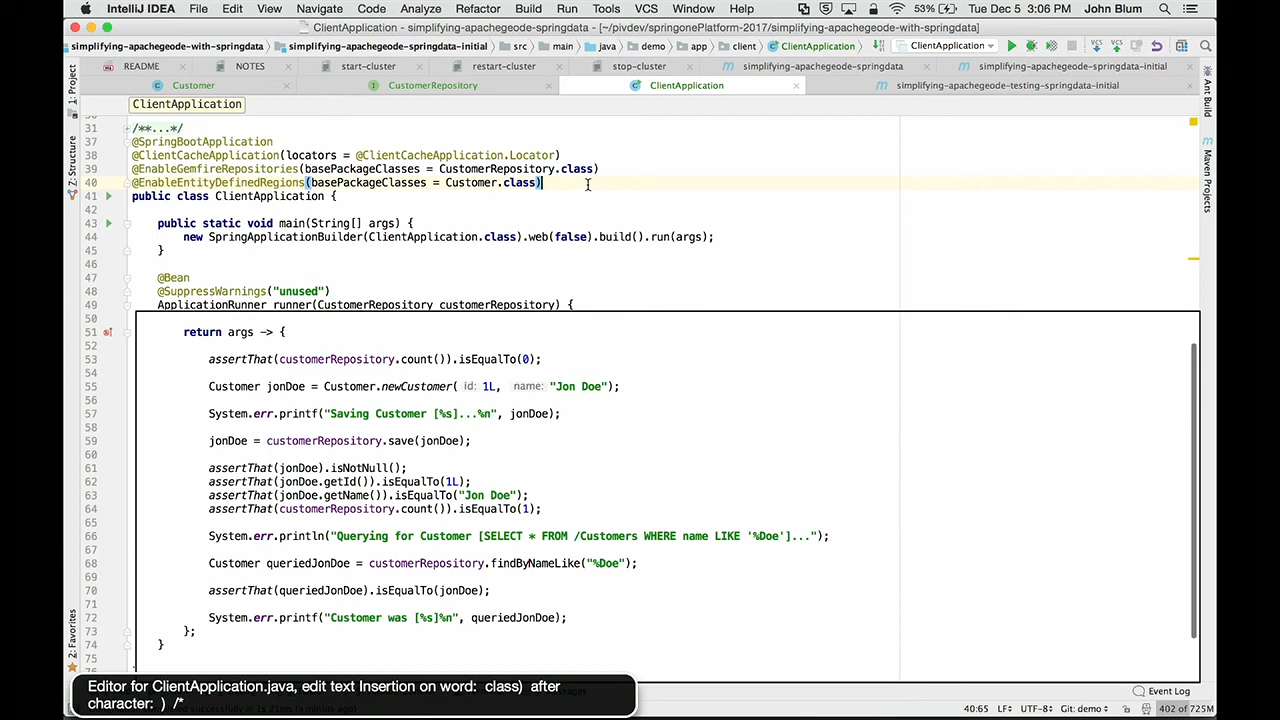 IntelliJ IDEA File Edit View Navigate Code Analyze Refactor Build Run Tools VCS Window Help 53% Tue Dec 5 3:06 PM John Blum
ClientApplication - simplifying-apachegeode-springdata - [~/pivdev/springonePlatform-2017/simplifying-apachegeode-springdata]
simplifying-apachegeode-with-springdata simplifying-apachegeode-springdata-initial src main java demo app client ClientApplication ClientApplication
README NOTES start-cluster restart-cluster stop-cluster simplifying-apachegeode-springdata simplifying-apachegeode-springdata-initial
Customer CustomerRepository ClientApplication simplifying-apachegeode-testing-springdata-initial
1: Project
7: Structure
2: Favorites
Ant Build
Maven Projects
ClientApplication
31 /**...*/
37 @SpringBootApplication
38 @ClientCacheApplication(locators = @ClientCacheApplication.Locator)
39 @EnableGemfireRepositories(basePackageClasses = CustomerRepository.class)
40 @EnableEntityDefinedRegions(basePackageClasses = Customer.class)
41 public class ClientApplication {
42
43 public static void main(String[] args) {
44 new SpringApplicationBuilder(ClientApplication.class).web(false).build().run(args);
45 }
46
47 @Bean
48 @SuppressWarnings("unused")
49 ApplicationRunner runner(CustomerRepository customerRepository) {
50
51 return args -> {
52
53 assertThat(customerRepository.count()).isEqualTo(0);
54
55 Customer jonDoe = Customer.newCustomer( id: 1L, name: "Jon Doe");
56
57 System.err.printf("Saving Customer [%s]...%n", jonDoe);
58
59 jonDoe = customerRepository.save(jonDoe);
60
61 assertThat(jonDoe).isNotNull();
62 assertThat(jonDoe.getId()).isEqualTo(1L);
63 assertThat(jonDoe.getName()).isEqualTo("Jon Doe");
64 assertThat(customerRepository.count()).isEqualTo(1);
65
66 System.err.println("Querying for Customer [SELECT * FROM /Customers WHERE name LIKE '%Doe']...");
67
68 Customer queriedJonDoe = customerRepository.findByNameLike("%Doe");
69
70 assertThat(queriedJonDoe).isEqualTo(jonDoe);
71
72 System.err.printf("Customer was [%s]%n", queriedJonDoe);
73 };
74 }
75
Editor for ClientApplication.java, edit text Insertion on word: class) after
character: ) /*
Event Log
40:65 LF UTF-8 Git: demo 402 of 725M